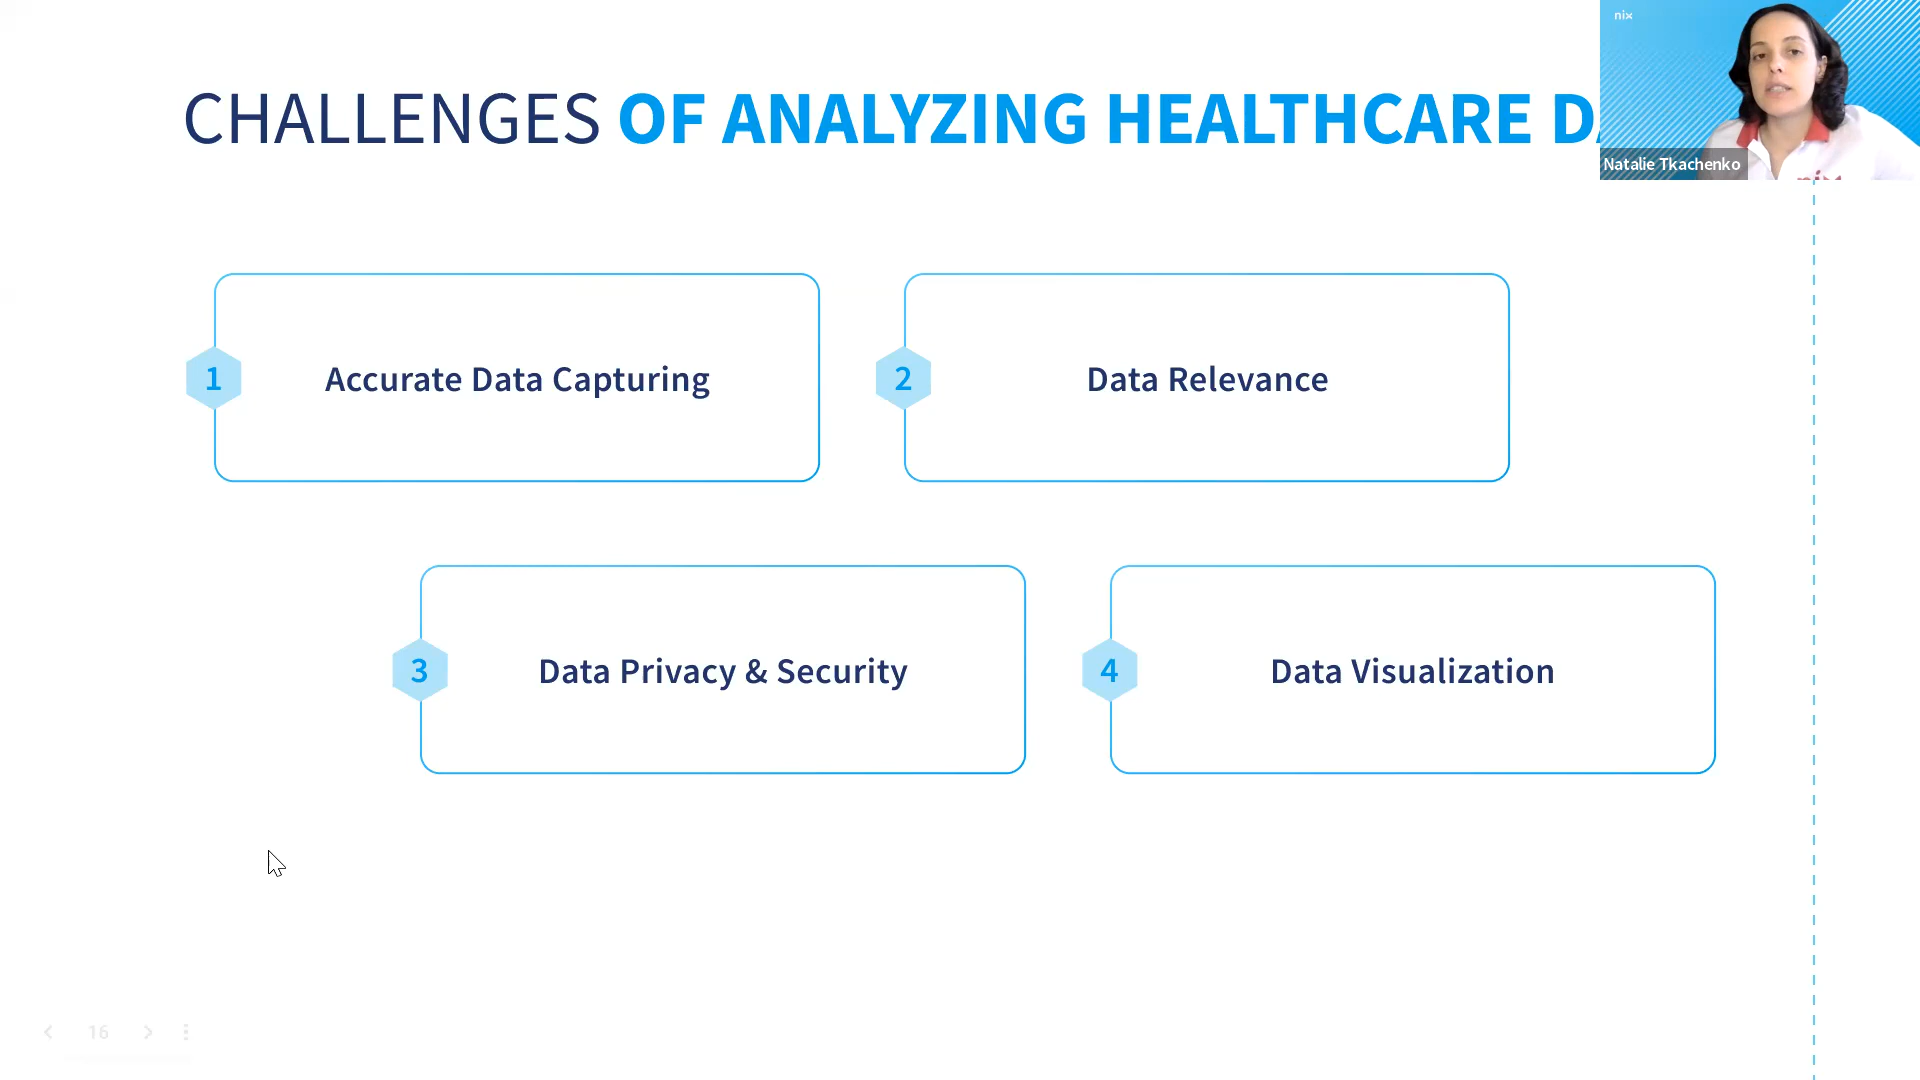 nix
CHALLENGES OF ANALYZING HEALTHCARE
Natalie Tkachenko
nix
1 Accurate Data Capturing
2 Data Relevance
3 Data Privacy & Security
4 Data Visualization
16